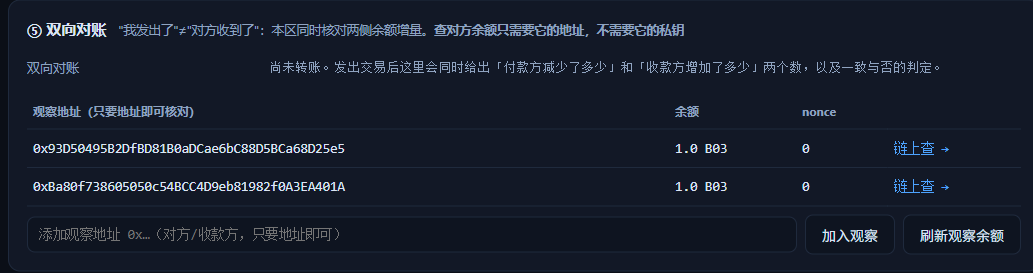 ⑤ 双向对账 "我发出了"≠"对方收到了"：本区同时核对两侧余额增量。查对方余额只需要它的地址，不需要它的私钥
双向对账 尚未转账。发出交易后这里会同时给出「付款方减少了多少」和「收款方增加了多少」两个数，以及一致与否的判定。
观察地址（只要地址即可核对） 余额 nonce
0x93D50495B2DfBD81B0aDCae6bC88D5BCa68D25e5 1.0 B03 0 链上查 →
0xBa80f738605050c54BCC4D9eb81982f0A3EA401A 1.0 B03 0 链上查 →
添加观察地址 0x…（对方/收款方，只要地址即可） 加入观察 刷新观察余额